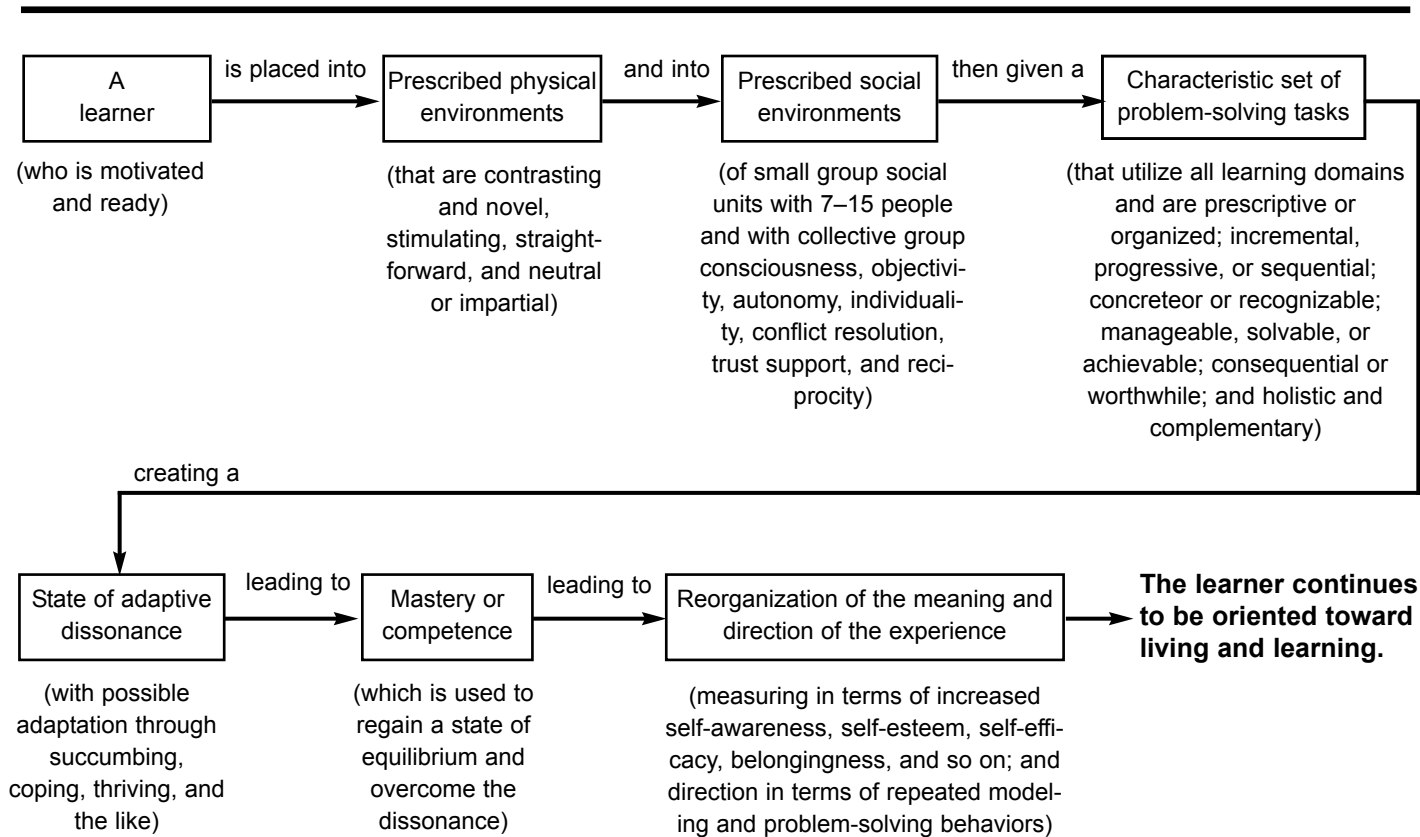 A
learner
is placed into
Prescribed physical
environments
and into
Prescribed social
environments
then given a
Characteristic set of
problem-solving tasks
(who is motivated
and ready)
(that are contrasting
and novel,
stimulating, straight-
forward, and neutral
or impartial)
(of small group social
units with 7–15 people
and with collective group
consciousness, objectivi-
ty, autonomy, individuali-
ty, conflict resolution,
trust support, and reci-
procity)
(that utilize all learning domains
and are prescriptive or
organized; incremental,
progressive, or sequential;
concreteor or recognizable;
manageable, solvable, or
achievable; consequential or
worthwhile; and holistic and
complementary)
creating a
State of adaptive
dissonance
leading to
Mastery or
competence
leading to
Reorganization of the meaning and
direction of the experience
The learner continues
to be oriented toward
living and learning.
(with possible
adaptation through
succumbing,
coping, thriving, and
the like)
(which is used to
regain a state of
equilibrium and
overcome the
dissonance)
(measuring in terms of increased
self-awareness, self-esteem, self-effi-
cacy, belongingness, and so on; and
direction in terms of repeated model-
ing and problem-solving behaviors)